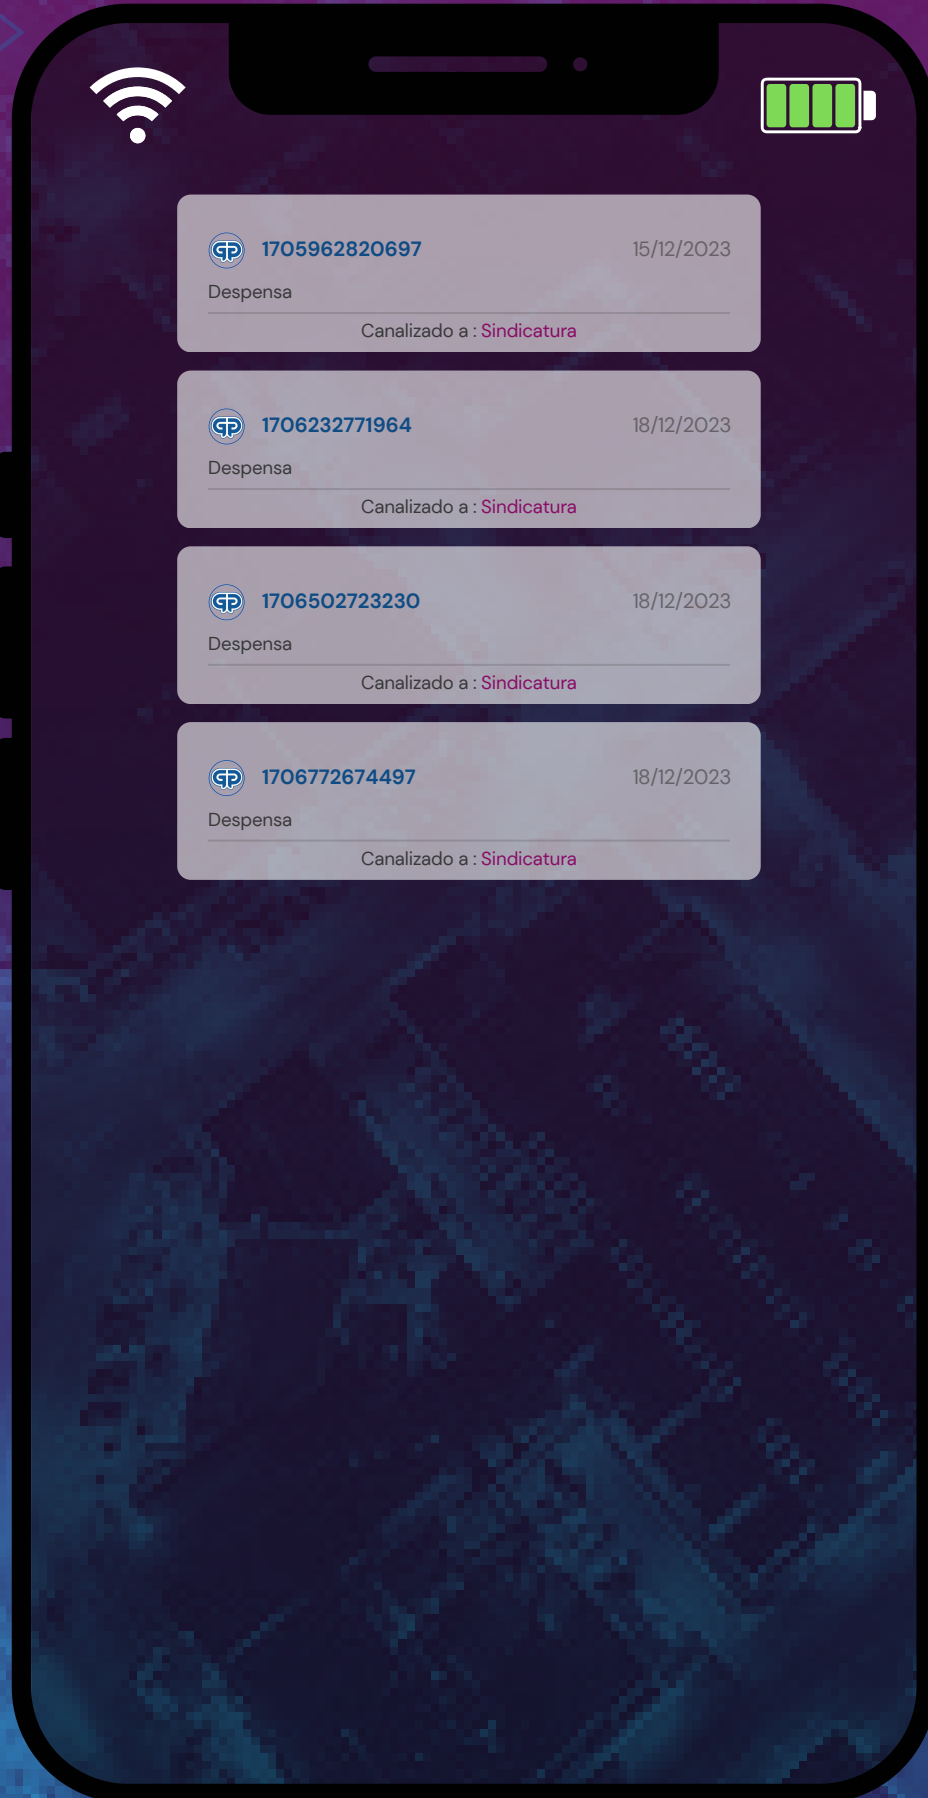 1705962820697 15/12/2023
Despensa
Canalizado a : Sindicatura
1706232771964 18/12/2023
Despensa
Canalizado a : Sindicatura
1706502723230 18/12/2023
Despensa
Canalizado a : Sindicatura
1706772674497 18/12/2023
Despensa
Canalizado a : Sindicatura